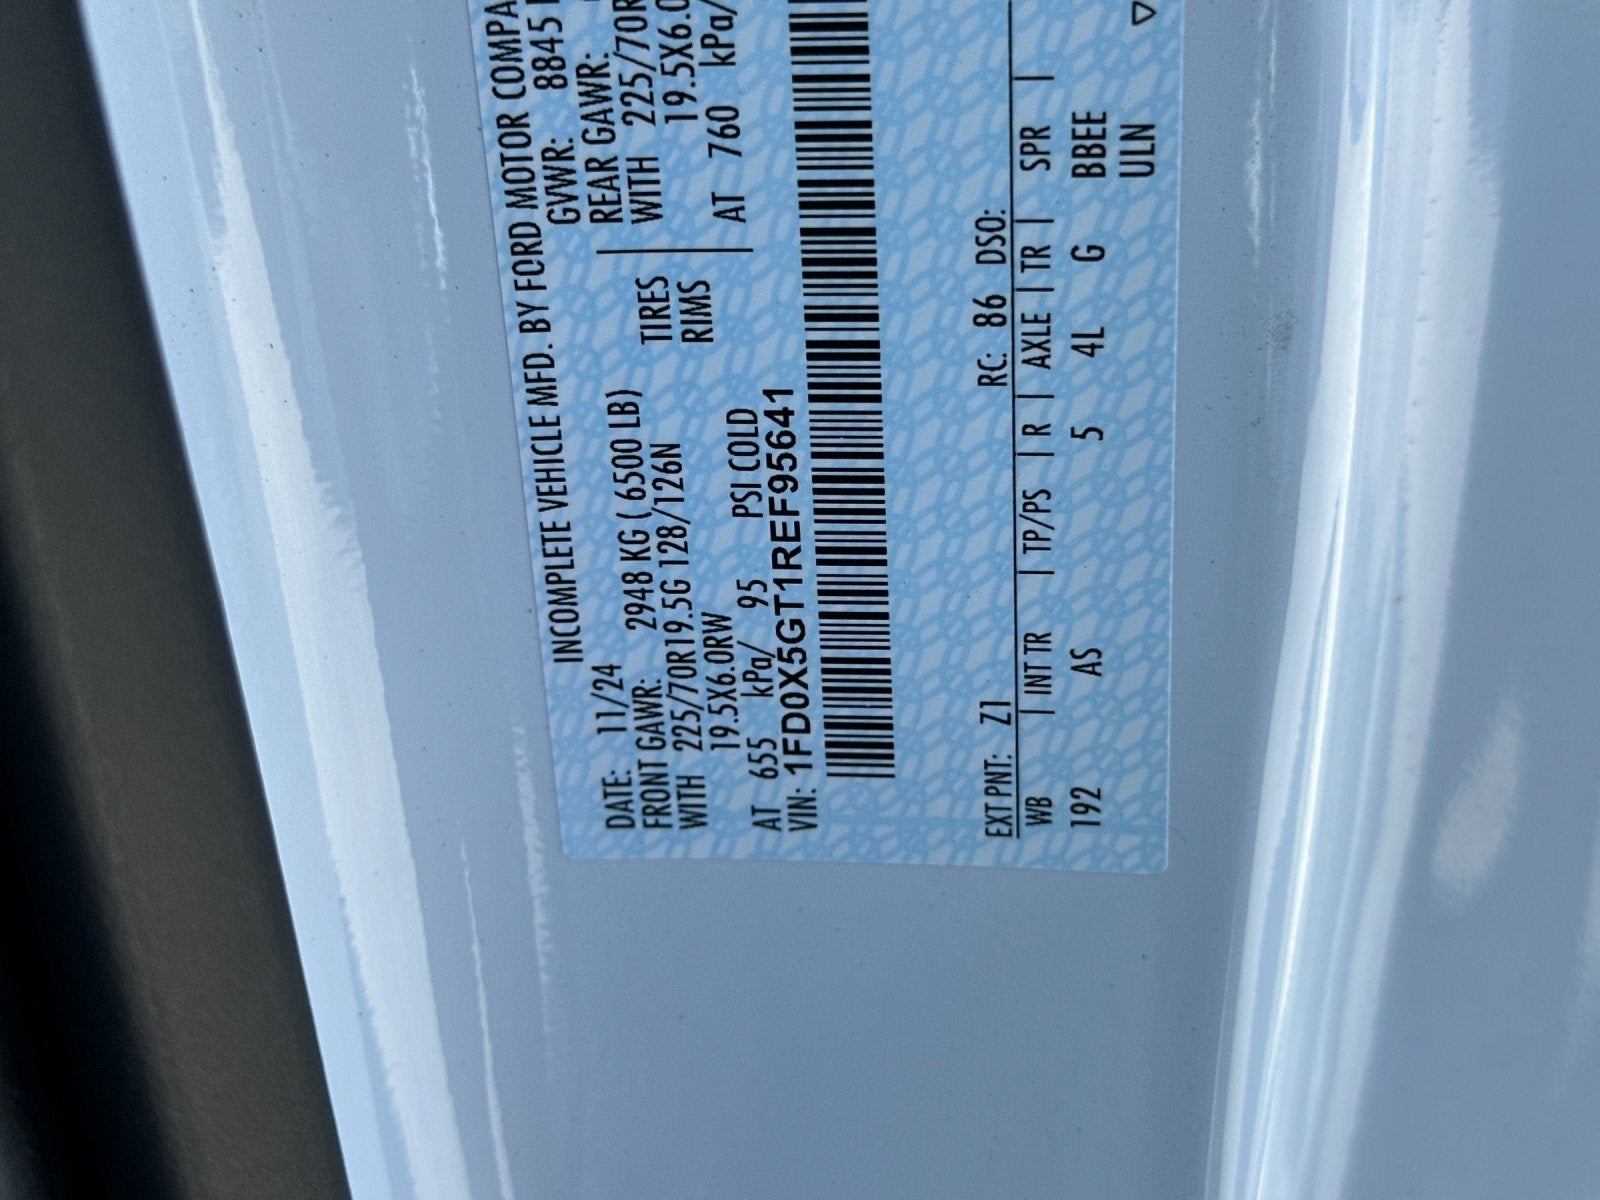 INCOMPLETE VEHICLE MFD. BY FORD MOTOR
DATE: 11/24 GVWR: 8845
FRONT GAWR: 2948 KG ( 6500 LB) REAR GAWR:
WITH 225/70R19.5G 128/126N TIRES WITH 225/70R
19.5X6.0RW RIMS 19.5X6.0
AT 655 kPa/ 95 PSI COLD AT 760 kPa/
VIN: 1FD0X5GT1REF95641
EXT PNT: Z1 RC: 86 DSO:
WB | INT TR | TP/PS | R | AXLE | TR | SPR |
192 AS 5 4L G BBEE
ULN